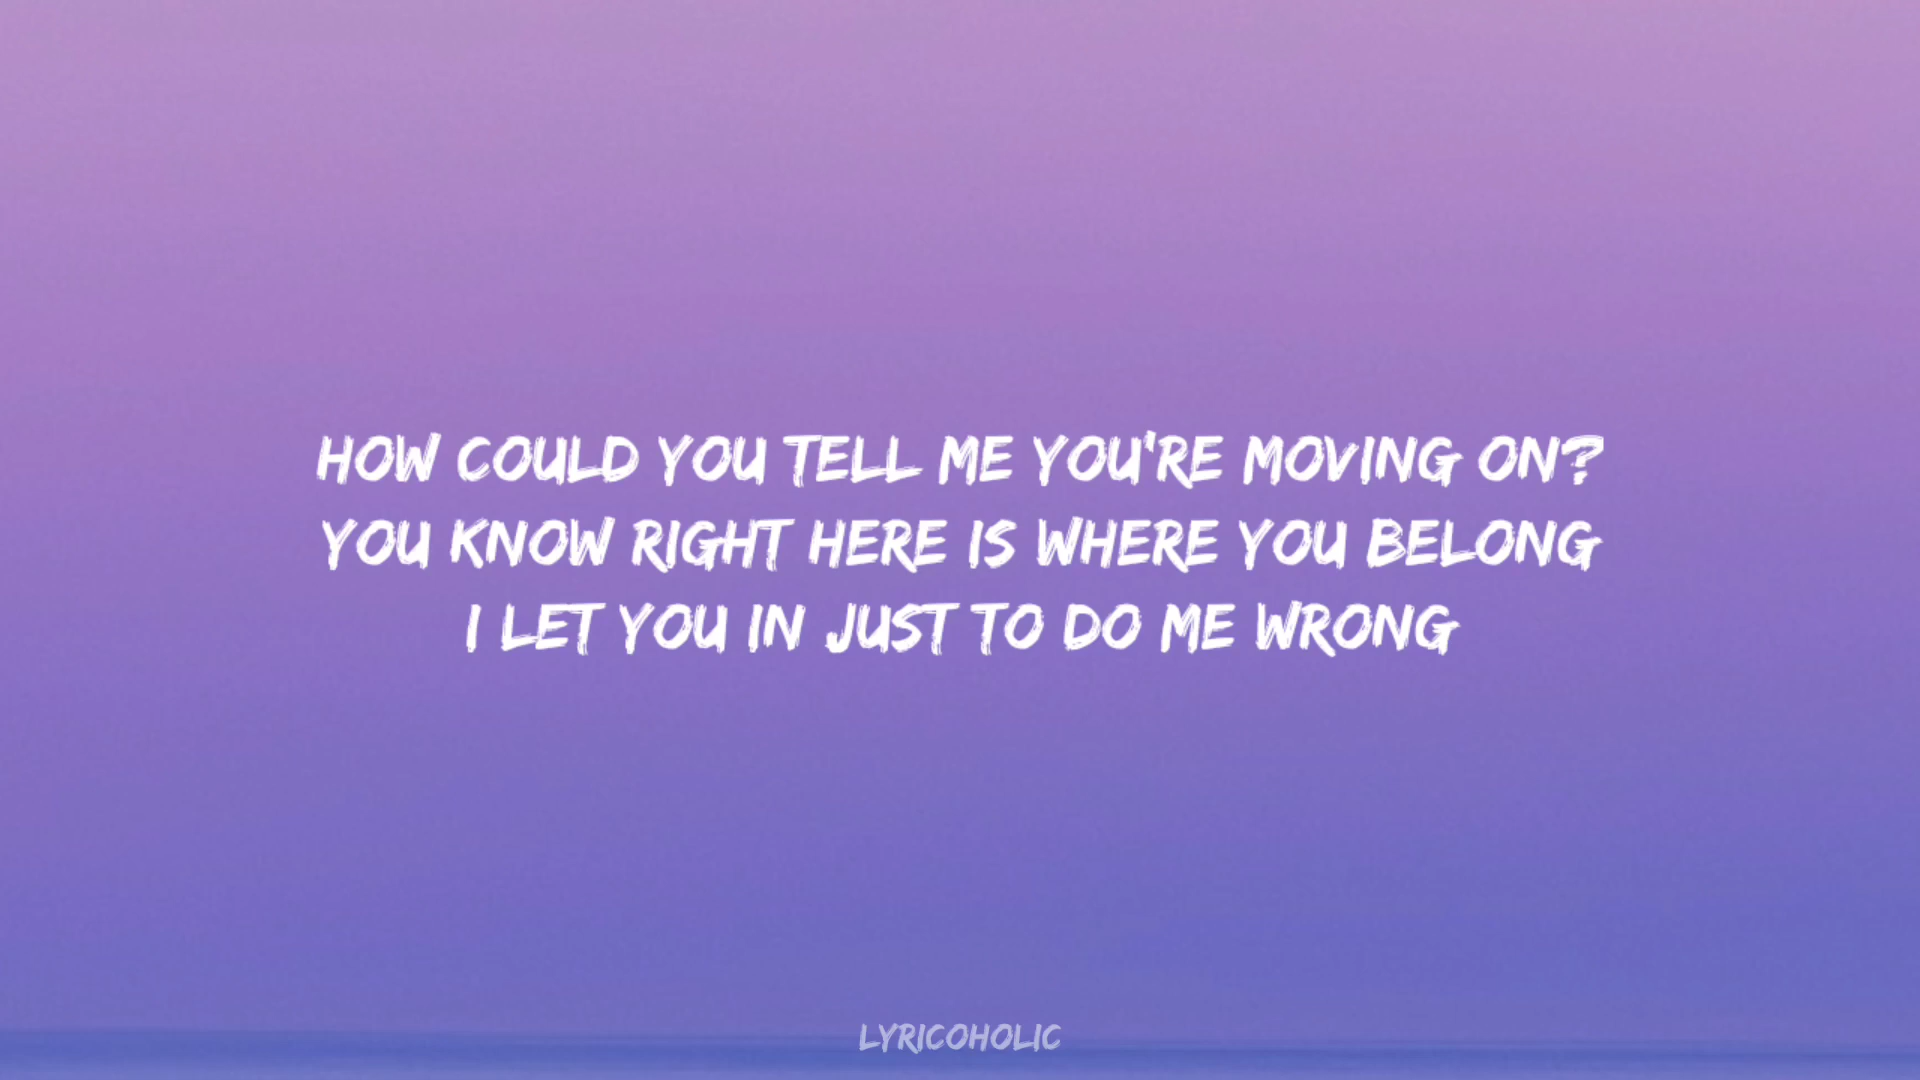 HOW COULD YOU TELL ME YOU'RE MOVING ON?
YOU KNOW RIGHT HERE IS WHERE YOU BELONG
I LET YOU IN JUST TO DO ME WRONG
LYRICOHOLIC